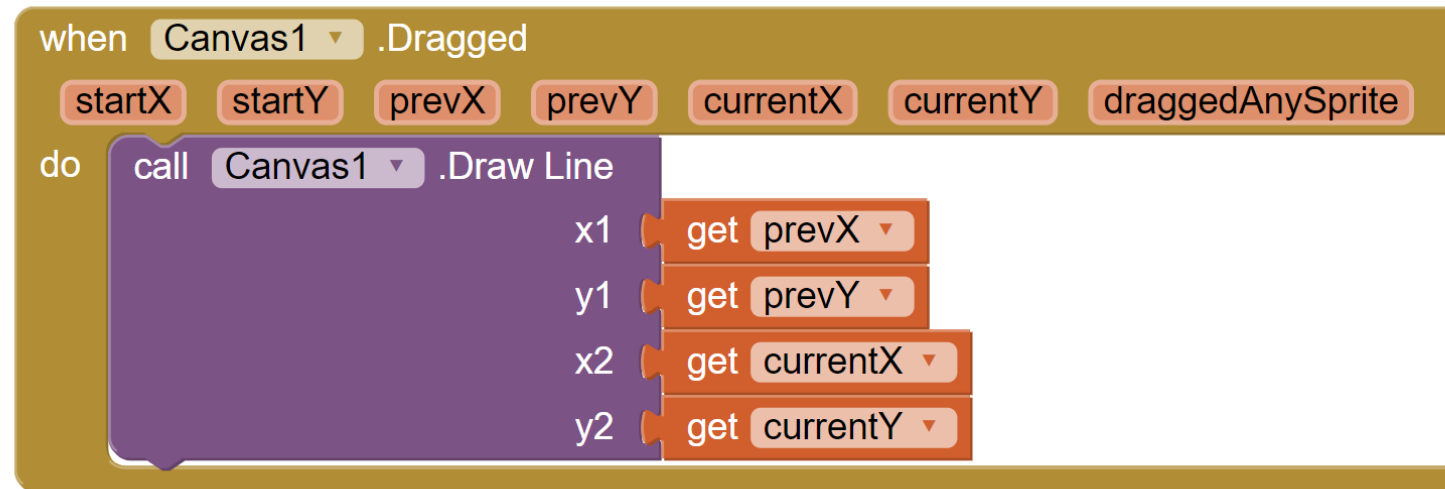 when Canvas1 .Dragged
startX startY prevX prevY currentX currentY draggedAnySprite
do call Canvas1 .Draw Line
x1 get prevX
y1 get prevY
x2 get currentX
y2 get currentY